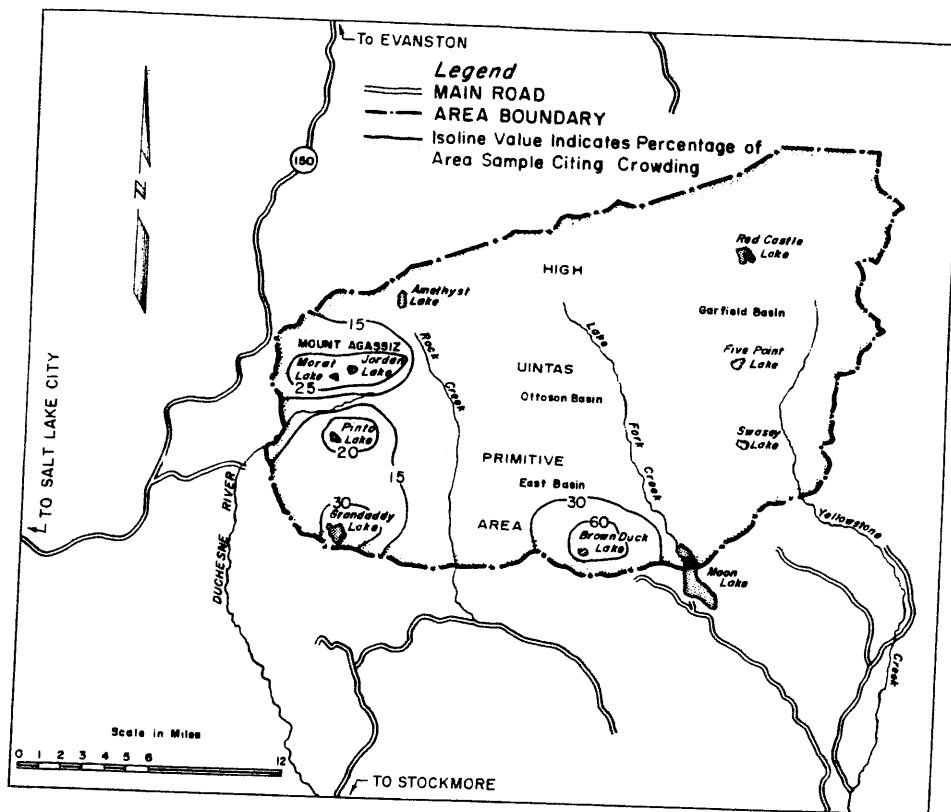 To EVANSTON
Legend
MAIN ROAD
AREA BOUNDARY
Isoline Value Indicates Percentage of
Area Sample Citing Crowding
150
N
Red Castle
Lake
HIGH
Amethyst
Lake
Garfield Basin
15
MOUNT AGASSIZ
Jordan
Lake
Morat
Lake
25
Rock
Creek
Lake
Fork
Creek
Five Point
Lake
UINTAS
Ottoson Basin
TO SALT LAKE CITY
Pinto
Lake
20
15
Swasey
Lake
PRIMITIVE
East Basin
30
30
Grandaddy
Lake
AREA
60
Brown Duck
Lake
Yellowstone
Creek
DUCHESNE RIVER
Moon
Lake
Scale in Miles
0 1 2 3 4 5 6 12
TO STOCKMORE